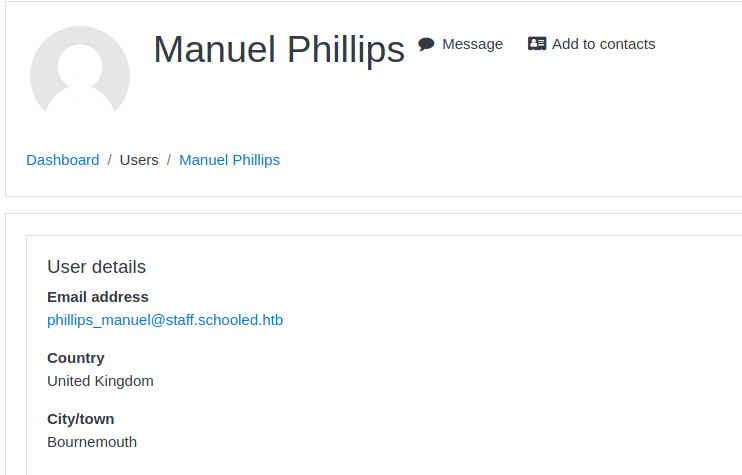 Manuel Phillips Message Add to contacts
Dashboard / Users / Manuel Phillips
User details
Email address
phillips_manuel@staff.schooled.htb
Country
United Kingdom
City/town
Bournemouth